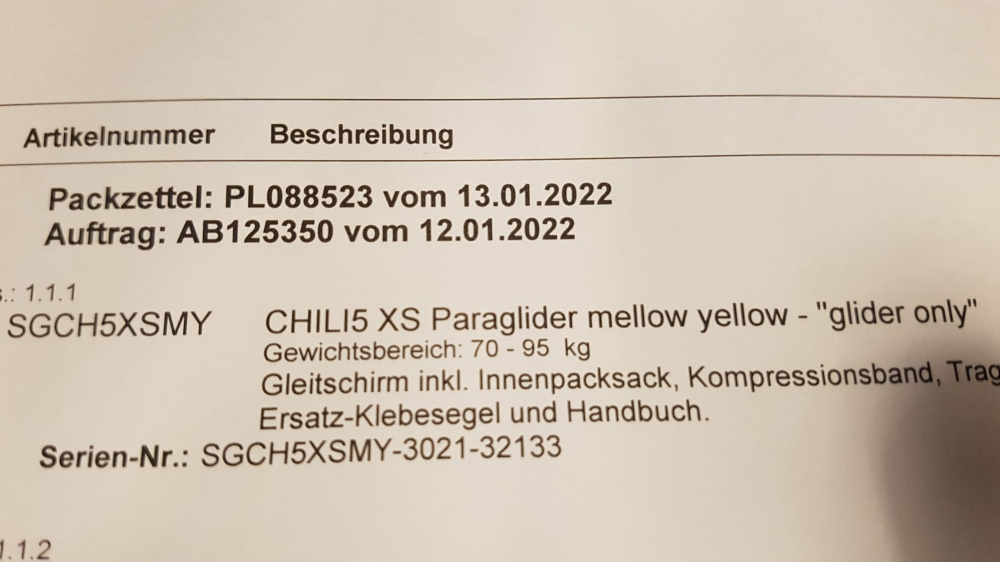 Artikelnummer Beschreibung
Packzettel: PL088523 vom 13.01.2022
Auftrag: AB125350 vom 12.01.2022
s.: 1.1.1
SGCH5XSMY CHILI5 XS Paraglider mellow yellow - "glider only"
Gewichtsbereich: 70 - 95 kg
Gleitschirm inkl. Innenpacksack, Kompressionsband, Trag
Ersatz-Klebesegel und Handbuch.
Serien-Nr.: SGCH5XSMY-3021-32133
1.1.2